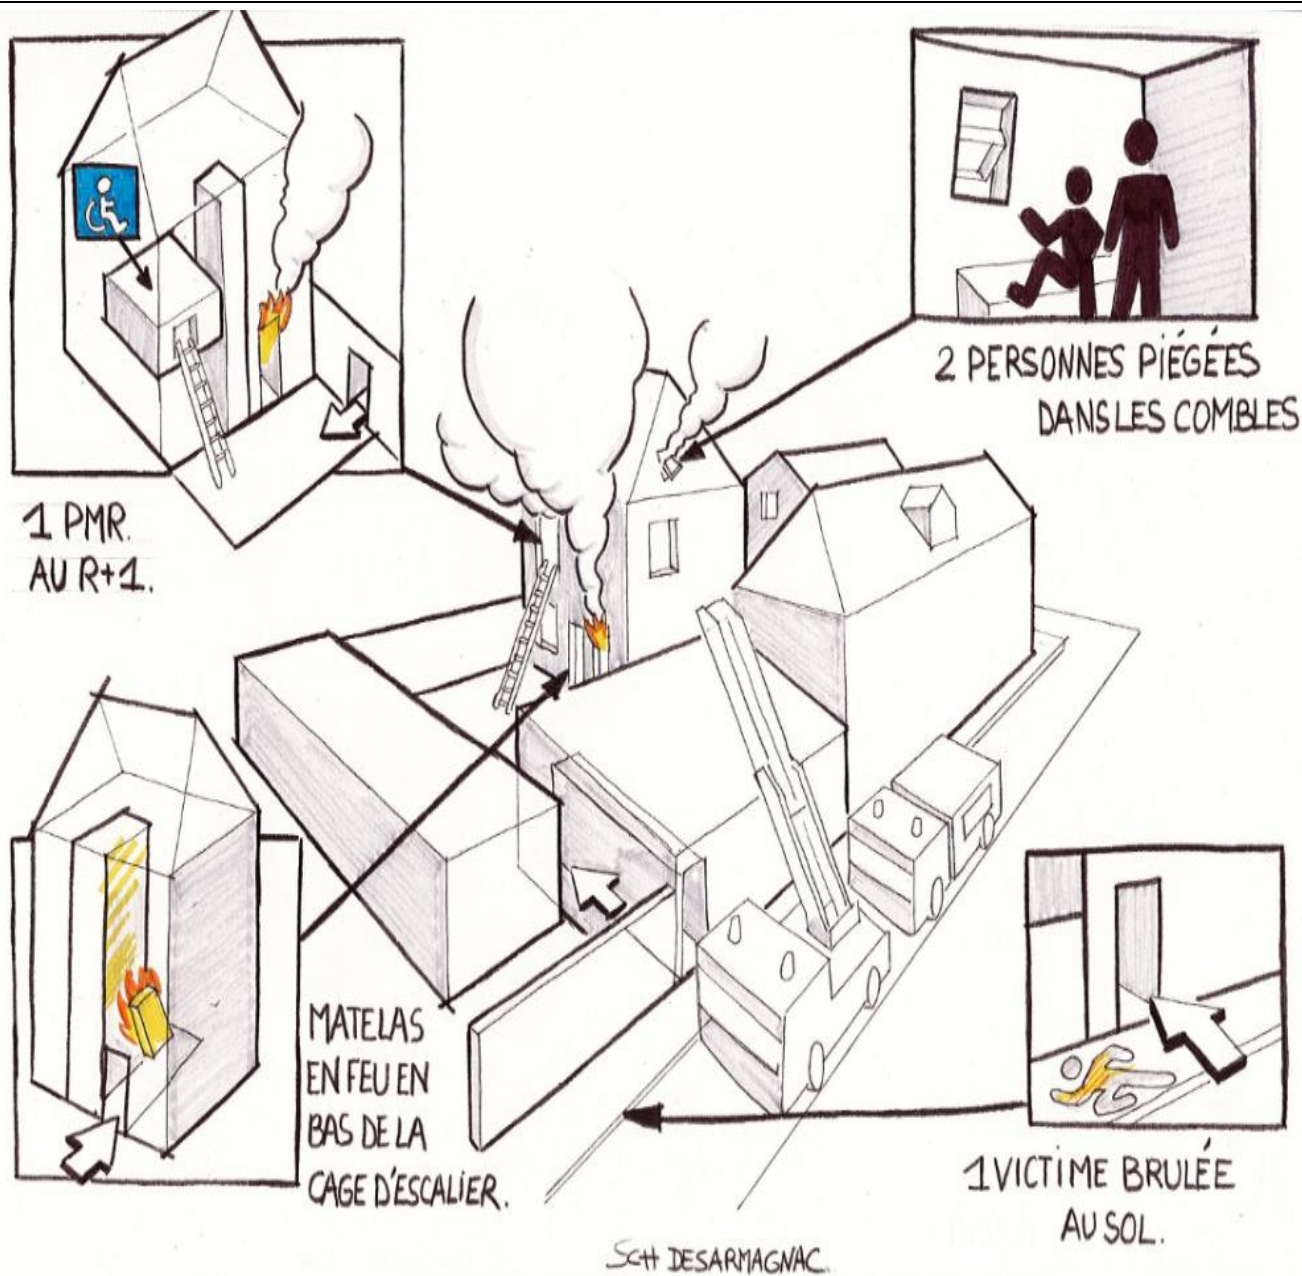 1 PMR.
AU R+1.
2 PERSONNES PIÉGÉES
DANS LES COMBLES
MATELAS
EN FEU EN
BAS DE LA
CAGE D'ESCALIER.
1 VICTIME BRULÉE
AU SOL.
SCH DESARMAGNAC.